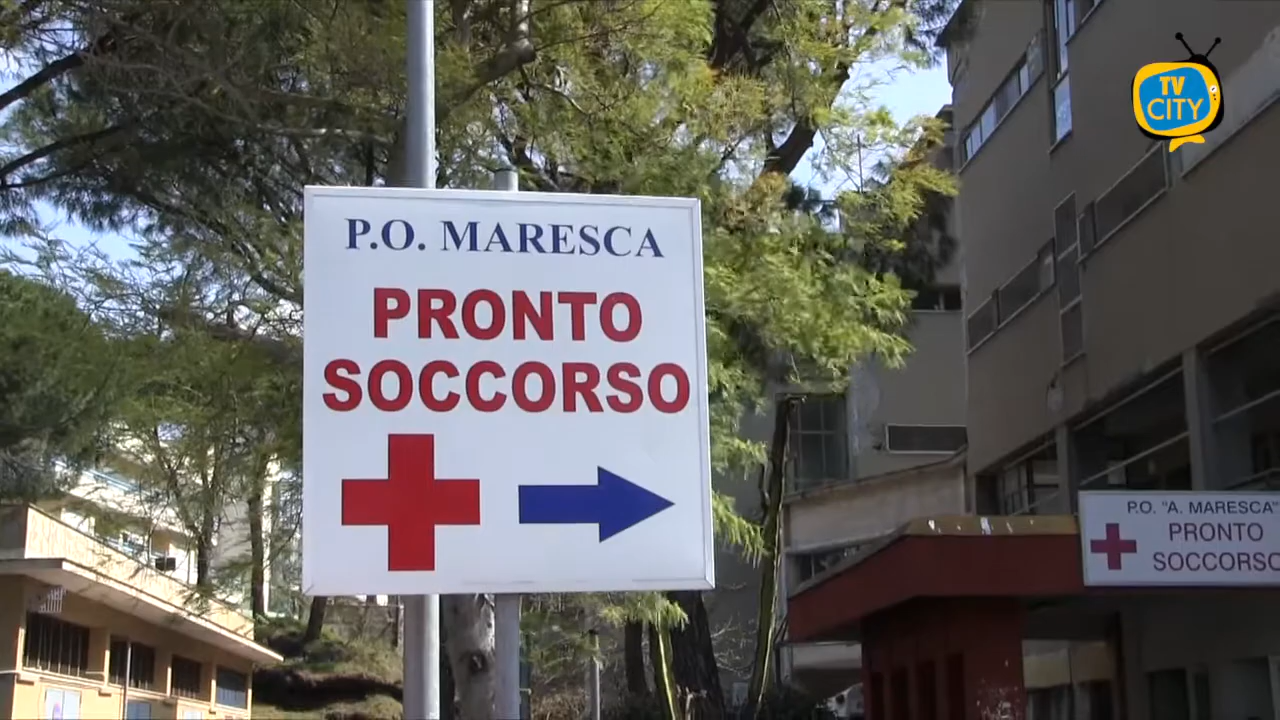 TV
CITY
P.O. MARESCA
PRONTO
SOCCORSO
P.O. "A. MARESCA"
PRONTO
SOCCORSO